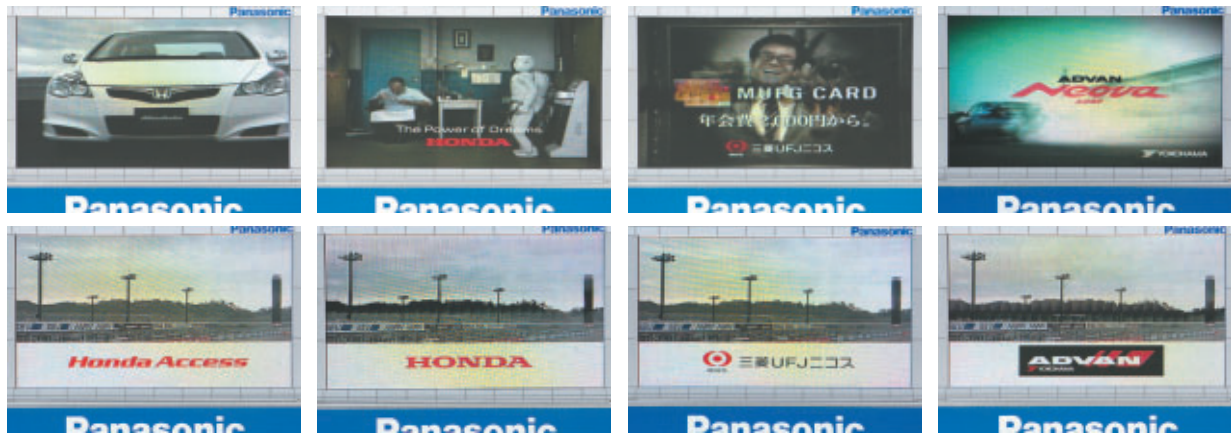 Panasonic
Panasonic
Panasonic
The Power of Dreams
HONDA
Panasonic
Panasonic
MUFG CARD
年会費2,000円から。
三菱UFJニコス
Panasonic
Panasonic
ADVAN
Neova
YOKOHAMA
Panasonic
Panasonic
Honda Access
Panasonic
Panasonic
HONDA
Panasonic
Panasonic
三菱UFJニコス
Panasonic
Panasonic
ADVAN
YOKOHAMA
Panasonic